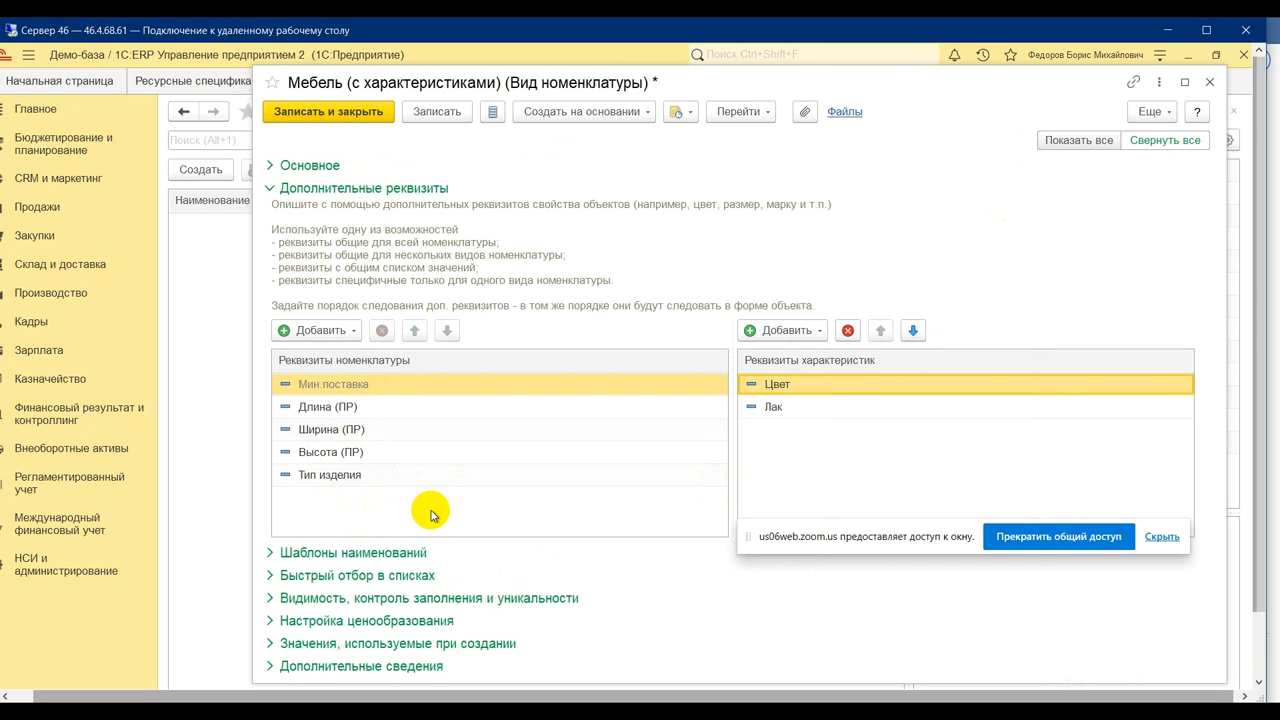 Сервер 46 — 46.4.68.61 — Подключение к удаленному рабочему столу
Демо-база / 1С:ERP Управление предприятием 2 (1С:Предприятие)
Поиск Ctrl+Shift+F
Федоров Борис Михайлович
Начальная страница
Ресурсные специфика
Мебель (с характеристиками) (Вид номенклатуры) *
Главное
Бюджетирование и
планирование
CRM и маркетинг
Продажи
Закупки
Склад и доставка
Производство
Кадры
Зарплата
Казначейство
Финансовый результат и
контроллинг
Внеоборотные активы
Регламентированный
учет
Международный
финансовый учет
НСИ и
администрирование
Поиск (Alt+1)
Создать
Наименование
Записать и закрыть
Записать
Создать на основании
Перейти
Файлы
Еще
?
Показать все
Свернуть все
Основное
Дополнительные реквизиты
Опишите с помощью дополнительных реквизитов свойства объектов (например, цвет, размер, марку и т.п.)
Используйте одну из возможностей
- реквизиты общие для всей номенклатуры;
- реквизиты общие для нескольких видов номенклатуры;
- реквизиты с общим списком значений;
- реквизиты специфичные только для одного вида номенклатуры.
Задайте порядок следования доп. реквизитов - в том же порядке они будут следовать в форме объекта.
Добавить
Реквизиты номенклатуры
Мин.поставка
Длина (ПР)
Ширина (ПР)
Высота (ПР)
Тип изделия
Добавить
Реквизиты характеристик
Цвет
Лак
us06web.zoom.us предоставляет доступ к окну.
Прекратить общий доступ
Скрыть
Шаблоны наименований
Быстрый отбор в списках
Видимость, контроль заполнения и уникальности
Настройка ценообразования
Значения, используемые при создании
Дополнительные сведения